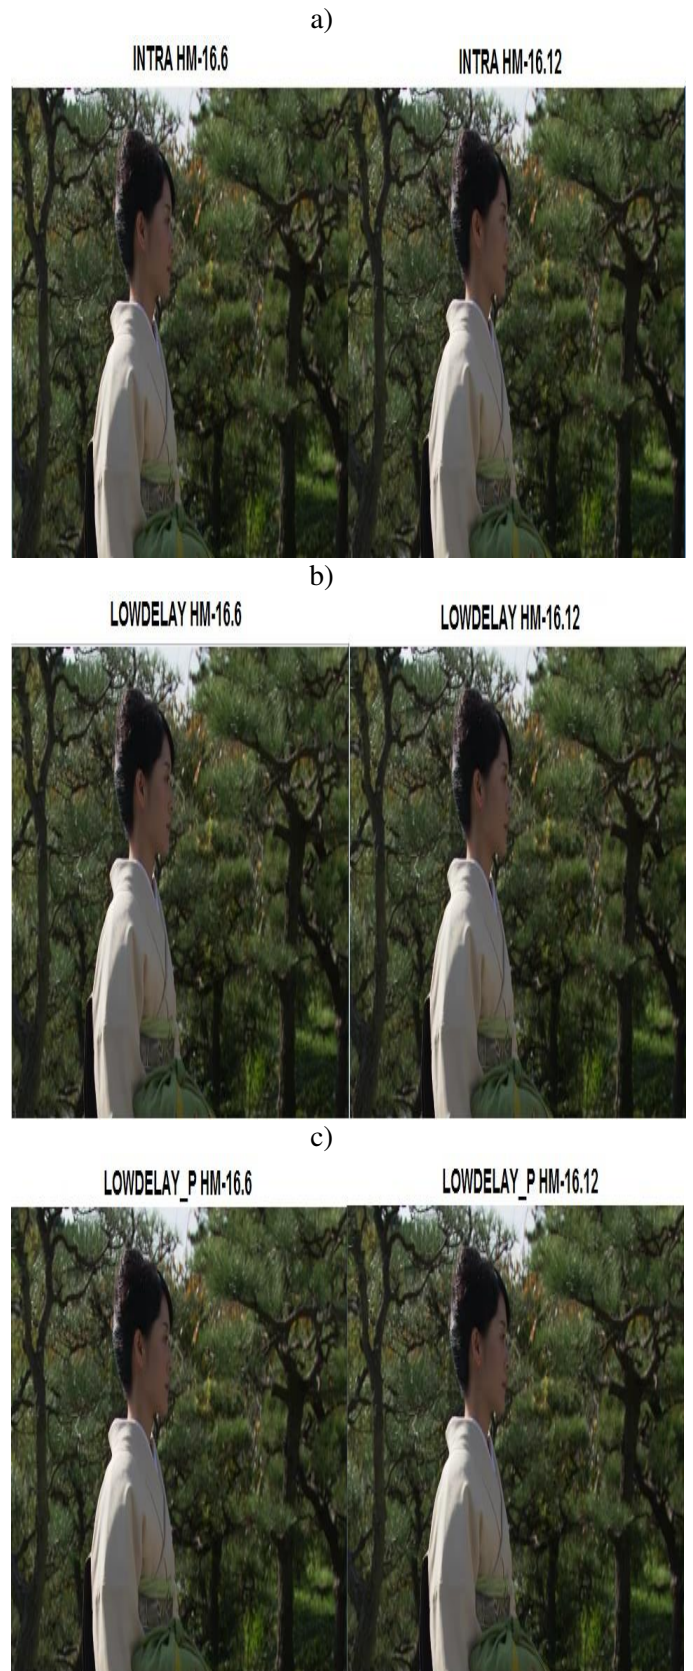 a)
INTRA HM-16.6 INTRA HM-16.12
b)
LOWDELAY HM-16.6 LOWDELAY HM-16.12
c)
LOWDELAY_P HM-16.6 LOWDELAY_P HM-16.12